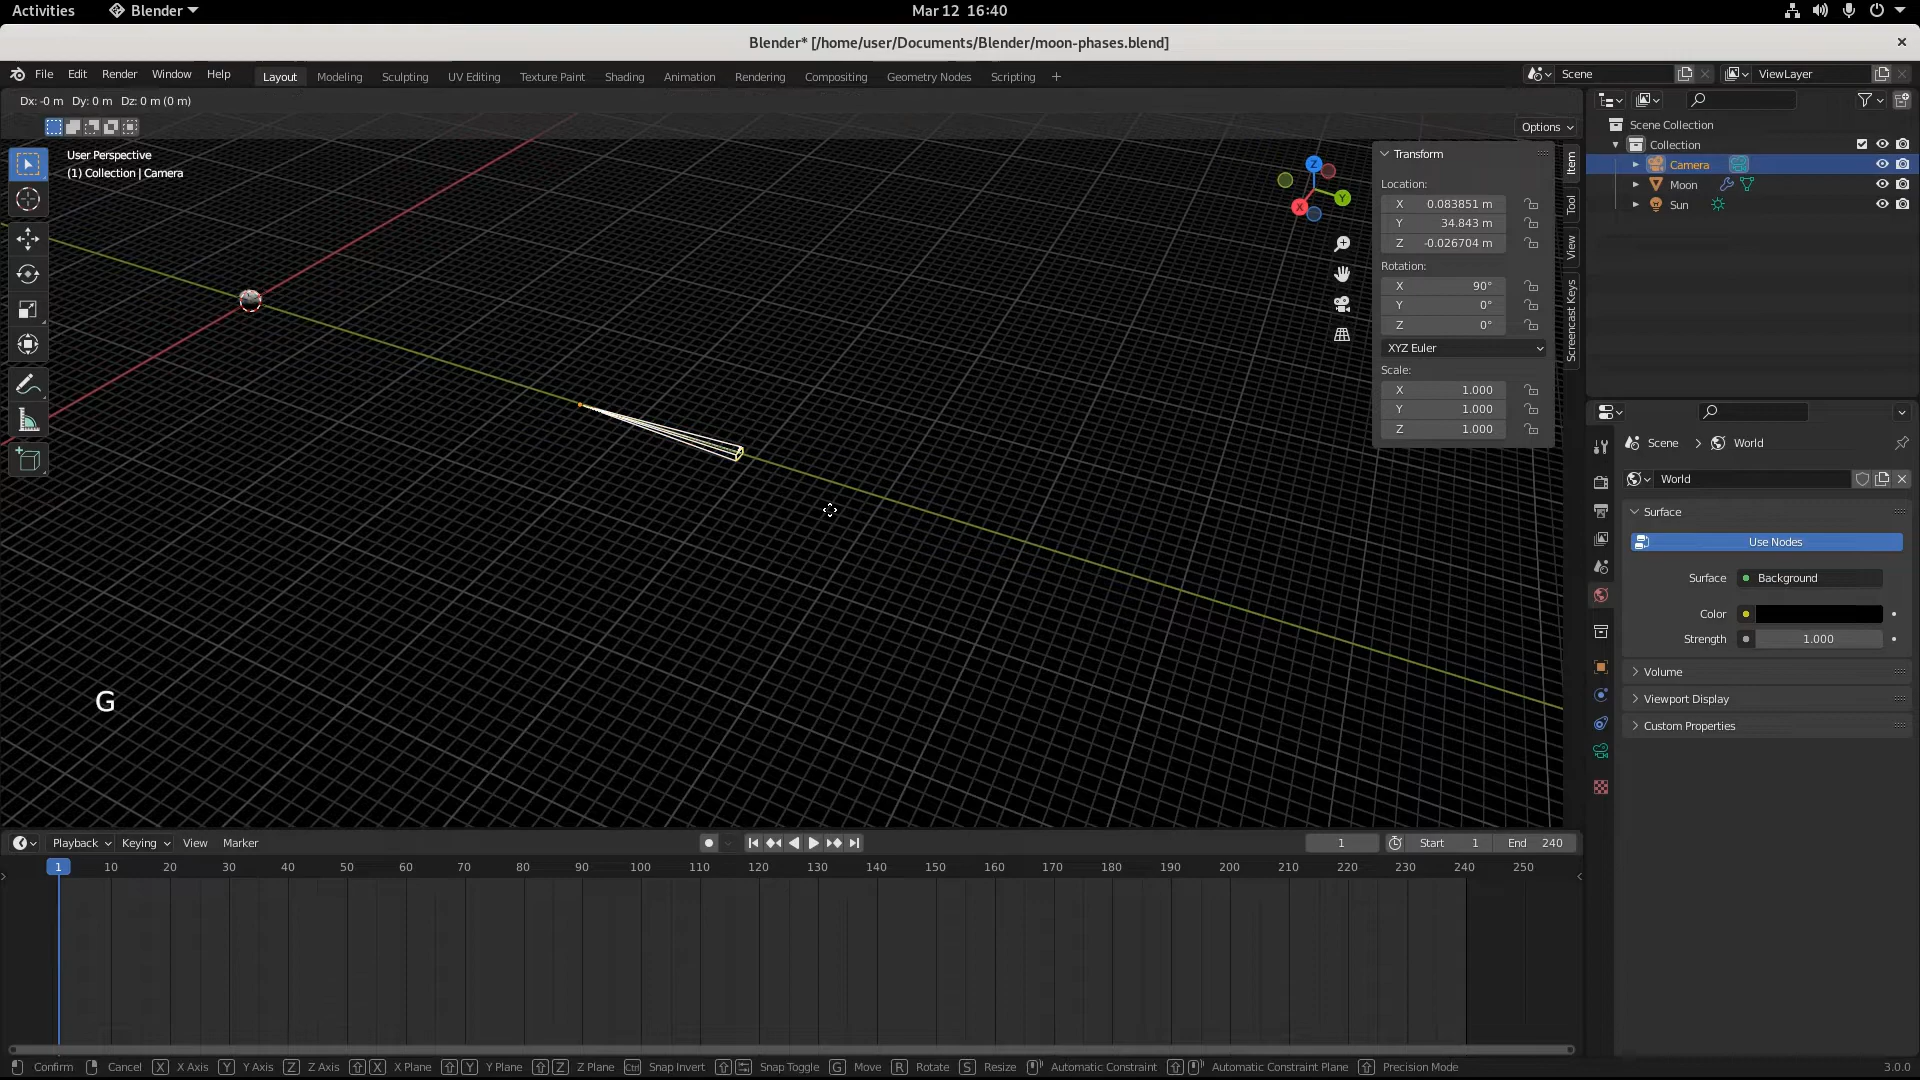 Activities Blender Mar 12 16:40
Blender* [/home/user/Documents/Blender/moon-phases.blend]
File Edit Render Window Help Layout Modeling Sculpting UV Editing Texture Paint Shading Animation Rendering Compositing Geometry Nodes Scripting + Scene ViewLayer
Dx: -0 m Dy: 0 m Dz: 0 m (0 m)
Options
User Perspective
(1) Collection | Camera
Z
Y
X
Transform
Location:
X 0.083851 m
Y 34.843 m
Z -0.026704 m
Rotation:
X 90°
Y 0°
Z 0°
XYZ Euler
Scale:
X 1.000
Y 1.000
Z 1.000
Item
Tool
View
Screencast Keys
Scene Collection
Collection
Camera
Moon
Sun
Scene > World
World
Surface
Use Nodes
Surface Background
Color
Strength 1.000
Volume
Viewport Display
Custom Properties
G
Playback Keying View Marker 1 Start 1 End 240
1 10 20 30 40 50 60 70 80 90 100 110 120 130 140 150 160 170 180 190 200 210 220 230 240 250
Confirm Cancel X X Axis Y Y Axis Z Z Axis X X Plane Y Y Plane Z Z Plane Ctrl Snap Invert Snap Toggle G Move R Rotate S Resize Automatic Constraint Automatic Constraint Plane Precision Mode 3.0.0